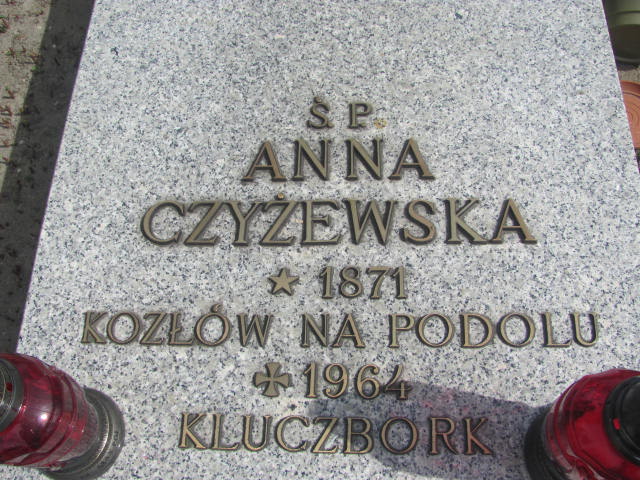 Ś. P.
ANNA
CZYŻEWSKA
★ 1871
KOZŁÓW NA PODOLU
✠ 1964
KLUCZBORK